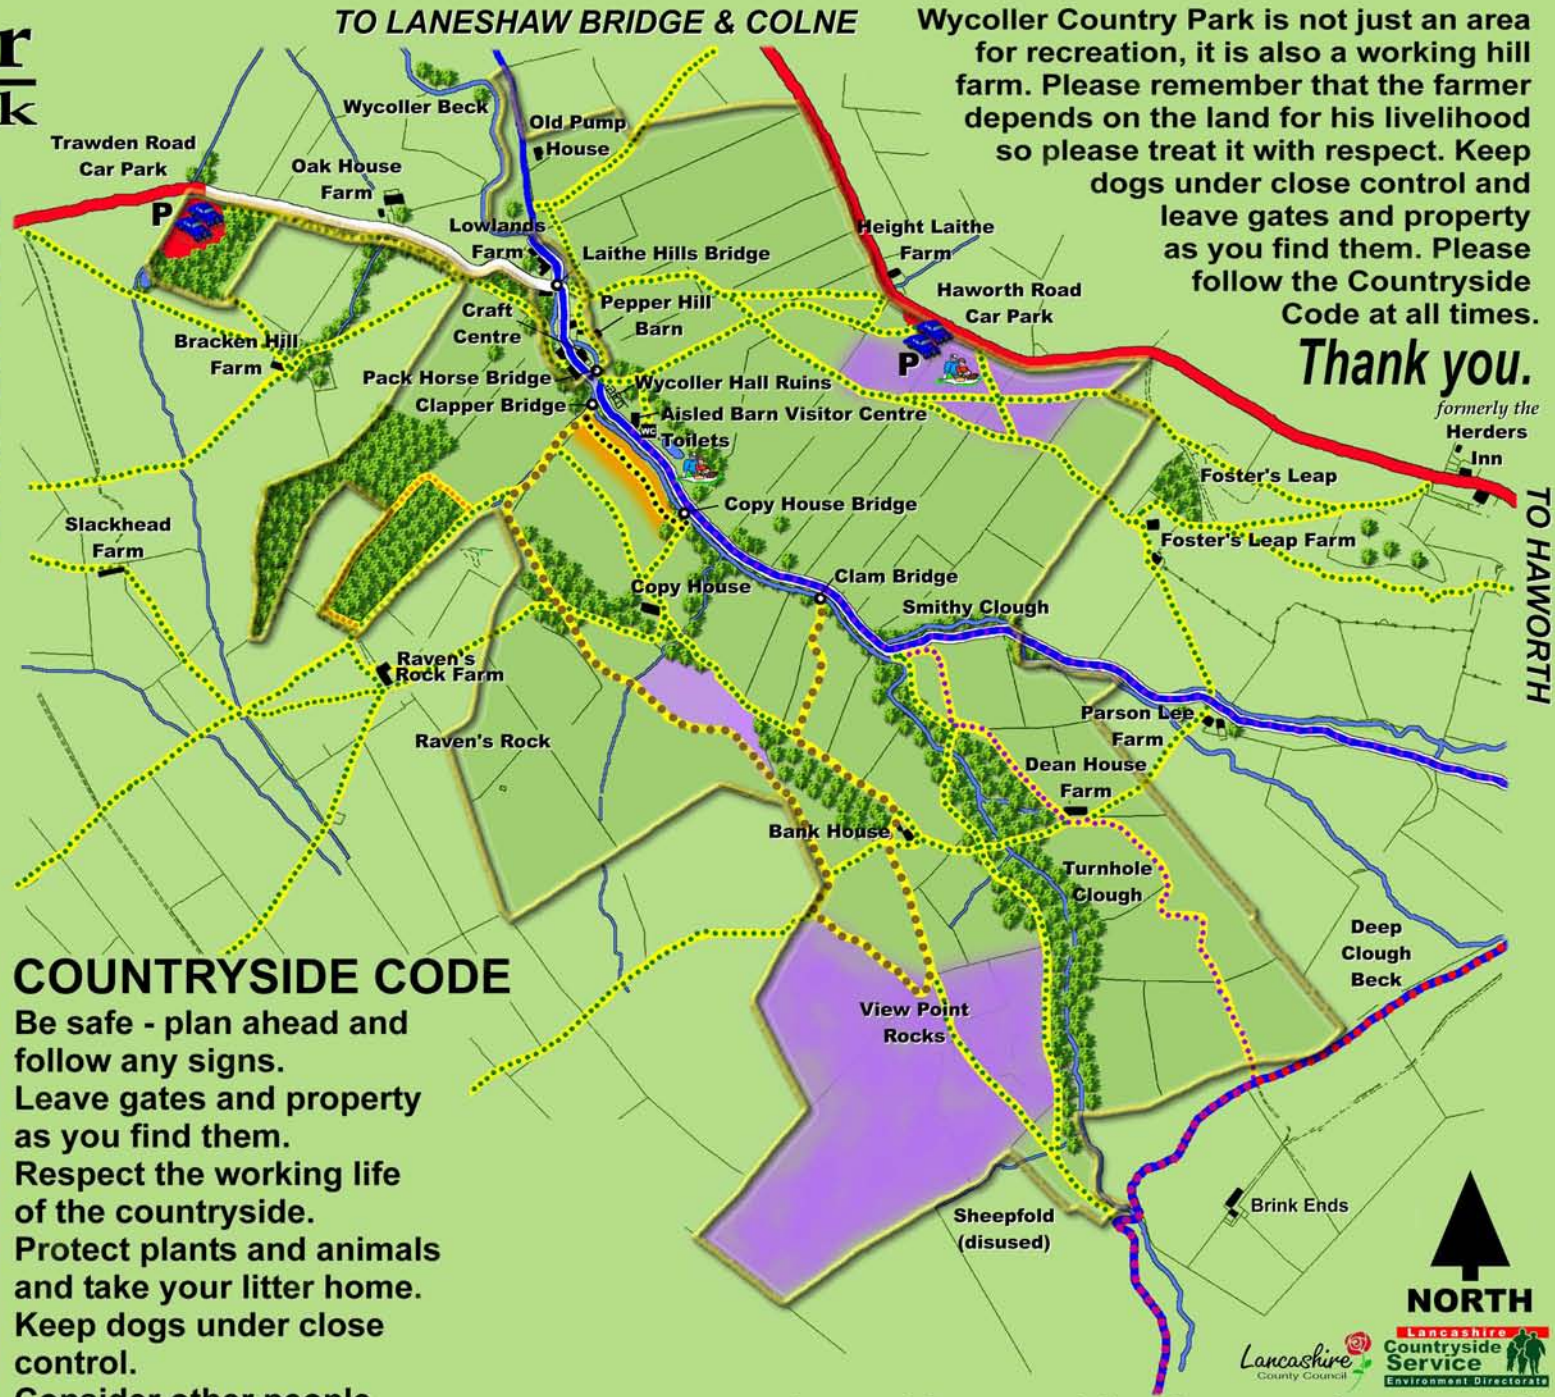 r
k
TO LANESHAW BRIDGE & COLNE
Wycoller Country Park is not just an area
for recreation, it is also a working hill
farm. Please remember that the farmer
depends on the land for his livelihood
so please treat it with respect. Keep
dogs under close control and
leave gates and property
as you find them. Please
follow the Countryside
Code at all times.
Thank you.
Wycoller Beck
Old Pump
House
Trawden Road
Car Park
P
Oak House
Farm
Lowlands
Farm
Laithe Hills Bridge
Height Laithe
Farm
Haworth Road
Car Park
P
Craft
Centre
Pepper Hill
Barn
Bracken Hill
Farm
Pack Horse Bridge
Clapper Bridge
Wycoller Hall Ruins
Aisled Barn Visitor Centre
WC
Toilets
formerly the
Herders
Inn
Foster's Leap
TO HAWORTH
Copy House Bridge
Slackhead
Farm
Foster's Leap Farm
Copy House
Clam Bridge
Smithy Clough
Raven's
Rock Farm
Raven's Rock
Parson Lee
Farm
Dean House
Farm
Bank House
Turnhole
Clough
Deep
Clough
Beck
View Point
Rocks
Sheepfold
(disused)
Brink Ends
COUNTRYSIDE CODE
Be safe - plan ahead and
follow any signs.
Leave gates and property
as you find them.
Respect the working life
of the countryside.
Protect plants and animals
and take your litter home.
Keep dogs under close
control.
Consider other people
NORTH
Lancashire
County Council
Lancashire
Countryside
Service
Environment Directorate